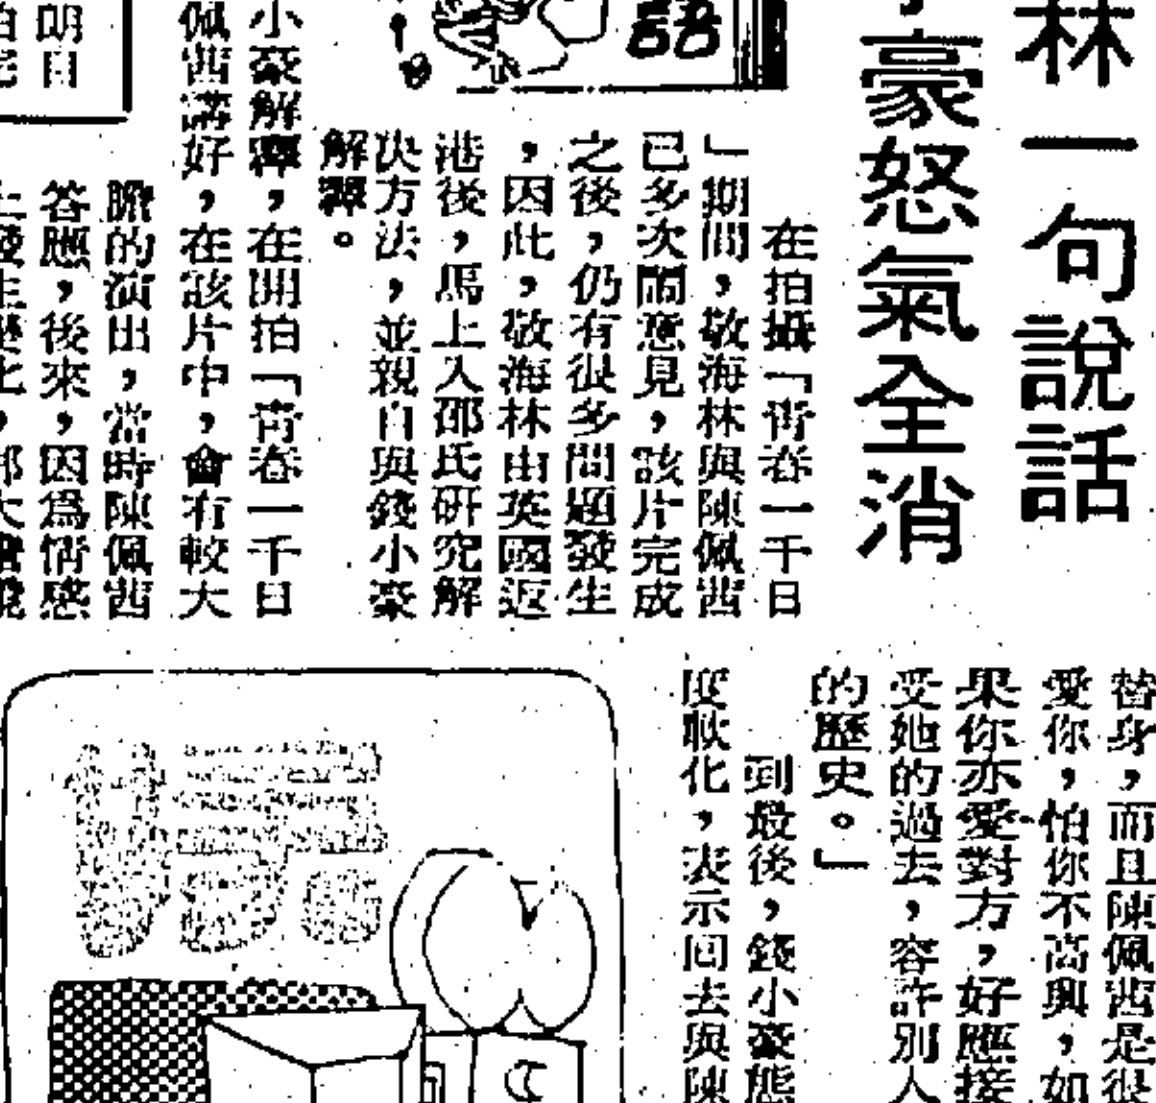 林一句說話
豪怒氣全消
在拍攝「青春一千日
」期間，敬海林與陳佩茜
已多次鬧意見，該片完成
之後，仍有很多問題發生
，因此，敬海林由英國返
港後，馬上入邵氏研究解
决方法，並親自與錢小豪
解釋。
小豪解釋，在開拍「青春一千日
佩茜講好，在該片中，會有較大
膽的演出，當時陳佩茜
答應，後來，因為情感
語
朗自
替身，而且陳佩茜是很
愛你，怕你不高興，如
果你亦愛對方，好應接
受她的過去，容許別人
的歷史。」
到最後，錢小豪態
度軟化，表示回去與陳